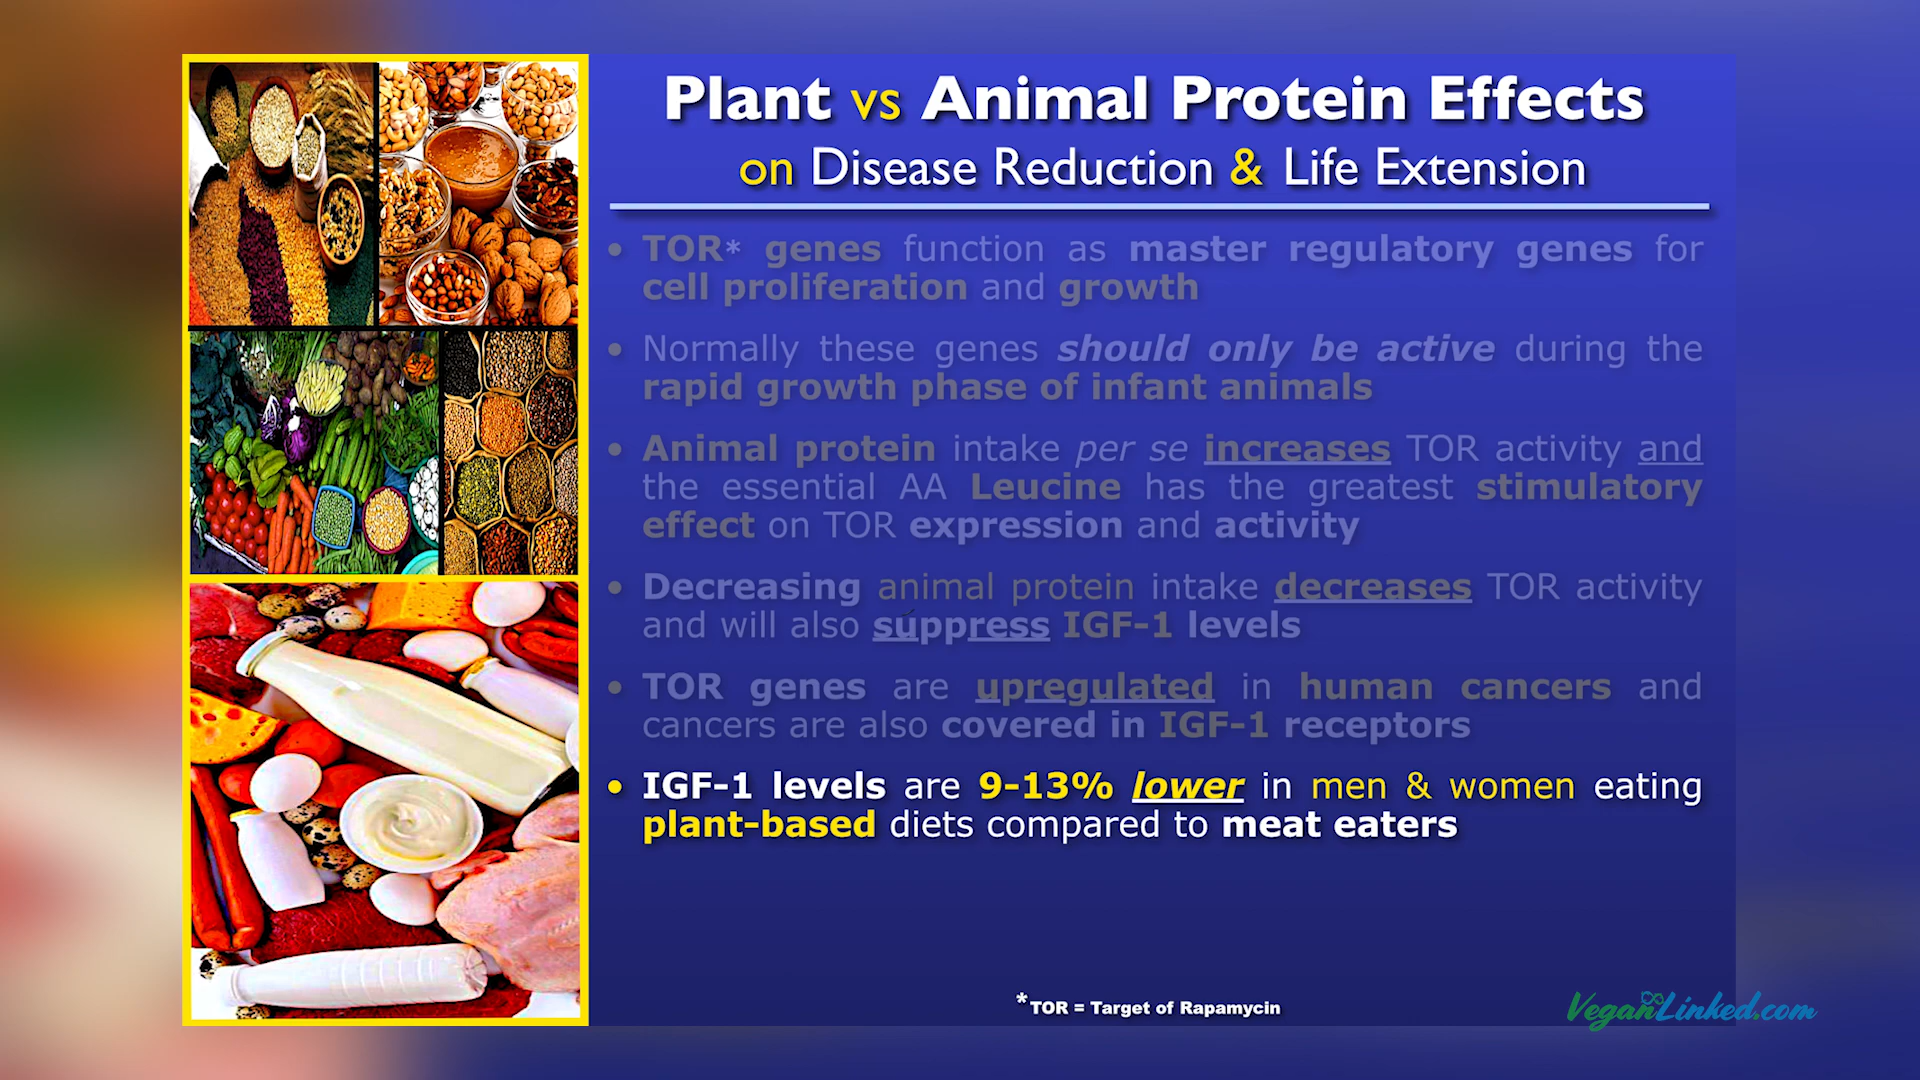 Plant vs Animal Protein Effects
on Disease Reduction & Life Extension
• TOR* genes function as master regulatory genes for
cell proliferation and growth
• Normally these genes should only be active during the
rapid growth phase of infant animals
• Animal protein intake per se increases TOR activity and
the essential AA Leucine has the greatest stimulatory
effect on TOR expression and activity
• Decreasing animal protein intake decreases TOR activity
and will also suppress IGF-1 levels
• TOR genes are upregulated in human cancers and
cancers are also covered in IGF-1 receptors
• IGF-1 levels are 9-13% lower in men & women eating
plant-based diets compared to meat eaters
*TOR = Target of Rapamycin
VeganLinked.com